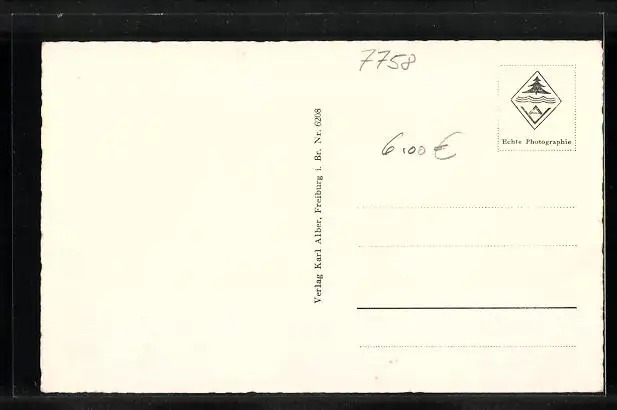 7758
Echte Photographie
6,00 €
Verlag Karl Alber, Freiburg i. Br. Nr. 6208